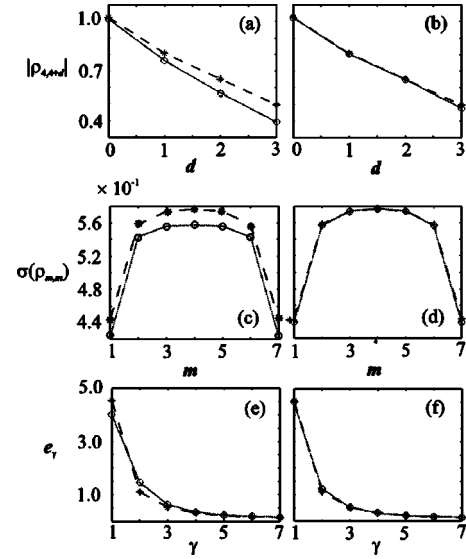 1.0 (a) (b)
|ρ4,4+d| 0.7
0.4
0 1 2 3 0 1 2 3
d d
× 10⁻¹
5.6
σ(ρm,m) 5.2
4.8
4.4 (c) (d)
1 3 5 7 1 3 5 7
m m
5.0 (e) (f)
eγ 3.0
1.0
1 3 5 7 1 3 5 7
γ γ